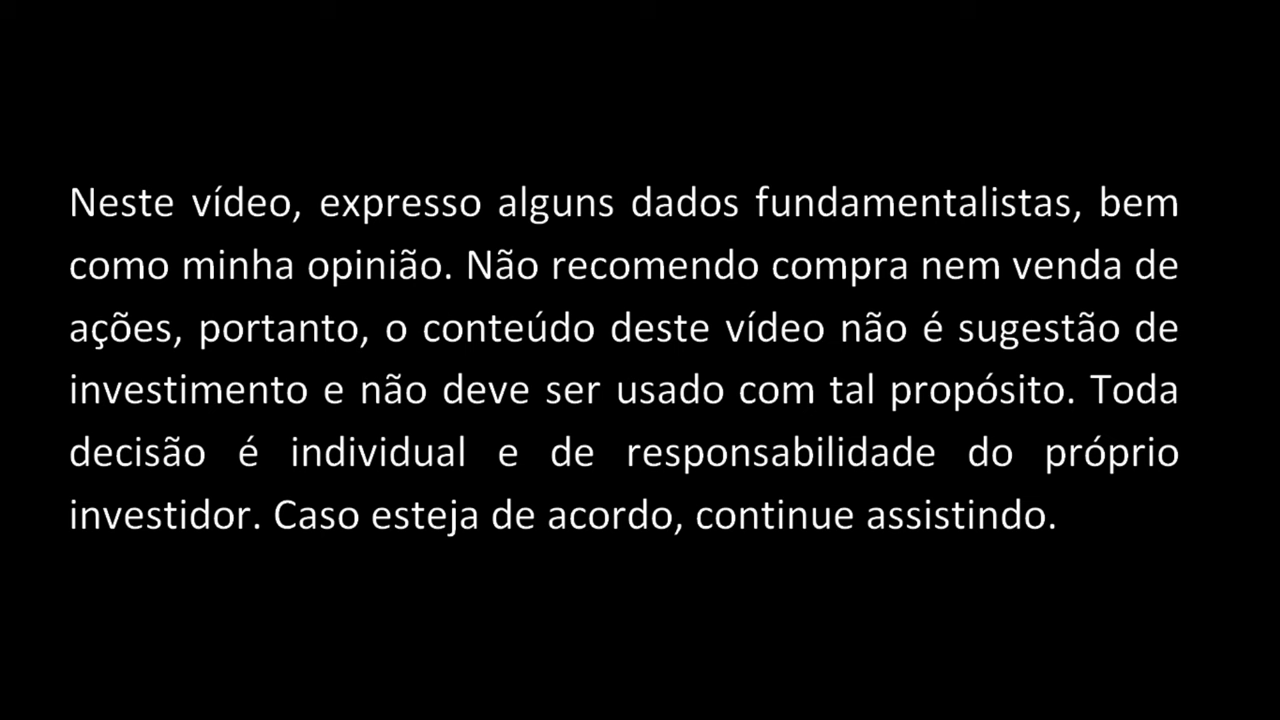 Neste vídeo, expresso alguns dados fundamentalistas, bem
como minha opinião. Não recomendo compra nem venda de
ações, portanto, o conteúdo deste vídeo não é sugestão de
investimento e não deve ser usado com tal propósito. Toda
decisão é individual e de responsabilidade do próprio
investidor. Caso esteja de acordo, continue assistindo.